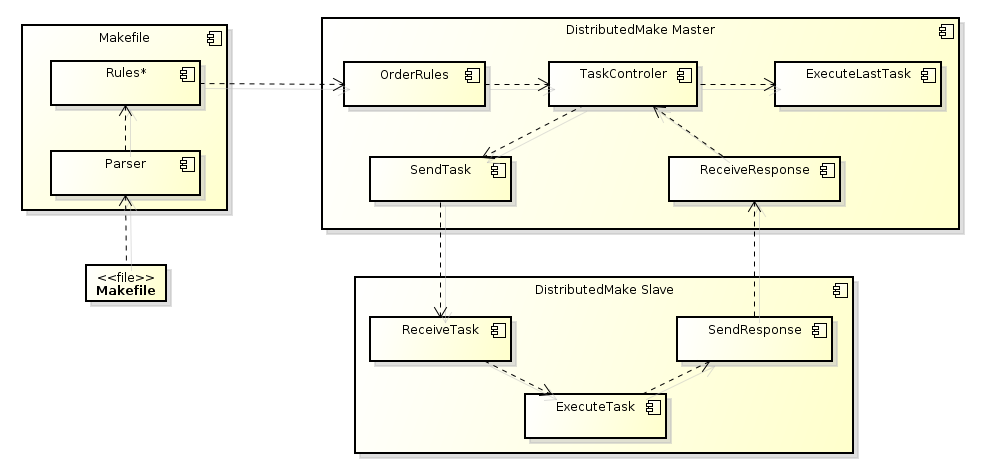 Makefile
Rules*
Parser
<<file>>
Makefile
DistributedMake Master
OrderRules
TaskControler
ExecuteLastTask
SendTask
ReceiveResponse
DistributedMake Slave
ReceiveTask
SendResponse
ExecuteTask